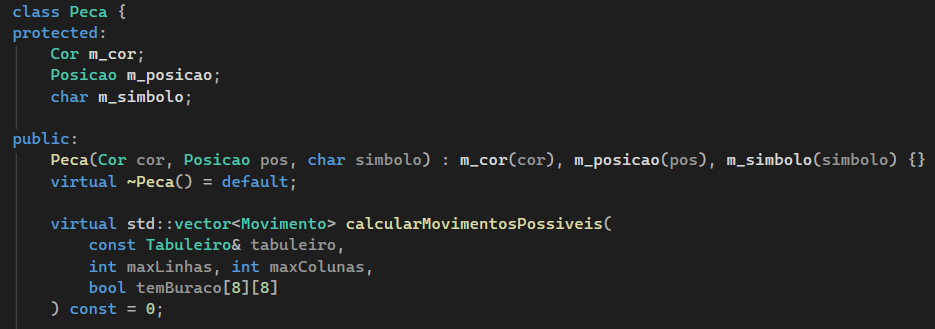 class Peca {
protected:
    Cor m_cor;
    Posicao m_posicao;
    char m_simbolo;

public:
    Peca(Cor cor, Posicao pos, char simbolo) : m_cor(cor), m_posicao(pos), m_simbolo(simbolo) {}
    virtual ~Peca() = default;

    virtual std::vector<Movimento> calcularMovimentosPossiveis(
        const Tabuleiro& tabuleiro,
        int maxLinhas, int maxColunas,
        bool temBuraco[8][8]
    ) const = 0;